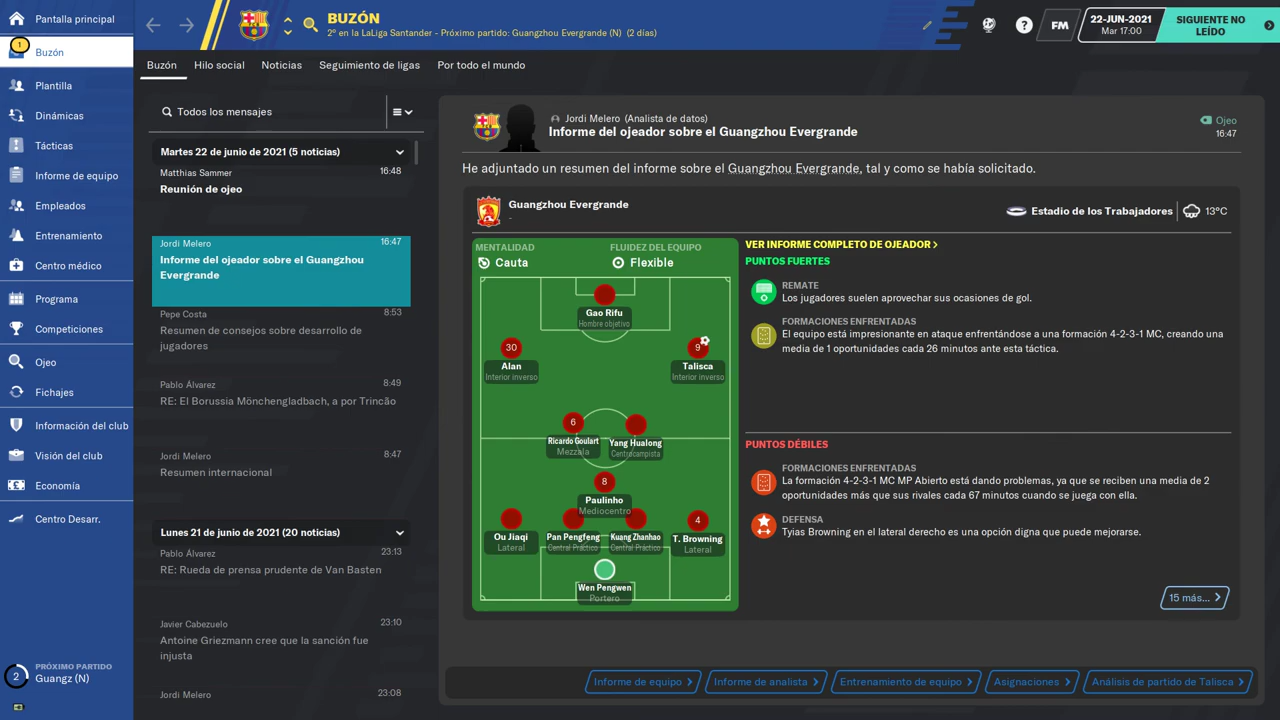 Pantalla principal
1
Buzón
Plantilla
Dinámicas
Tácticas
Informe de equipo
Empleados
Entrenamiento
Centro médico
Programa
Competiciones
Ojeo
Fichajes
Información del club
Visión del club
Economía
Centro Desarr.
PRÓXIMO PARTIDO
2
Guangz (N)
BUZÓN
2º en la LaLiga Santander - Próximo partido: Guangzhou Evergrande (N) (2 días)
FM
22-JUN-2021
Mar 17:00
SIGUIENTE NO
LEÍDO
Buzón
Hilo social
Noticias
Seguimiento de ligas
Por todo el mundo
Todos los mensajes
Martes 22 de junio de 2021 (5 noticias)
Matthias Sammer 16:48
Reunión de ojeo
Jordi Melero 16:47
Informe del ojeador sobre el Guangzhou
Evergrande
Pepe Costa 8:53
Resumen de consejos sobre desarrollo de
jugadores
Pablo Álvarez 8:49
RE: El Borussia Mönchengladbach, a por Trincão
Jordi Melero 8:47
Resumen internacional
Lunes 21 de junio de 2021 (20 noticias)
Pablo Álvarez 23:13
RE: Rueda de prensa prudente de Van Basten
Javier Cabezuelo 23:10
Antoine Griezmann cree que la sanción fue
injusta
Jordi Melero 23:08
Jordi Melero (Analista de datos)
Informe del ojeador sobre el Guangzhou Evergrande
Ojeo
16:47
He adjuntado un resumen del informe sobre el Guangzhou Evergrande, tal y como se había solicitado.
Guangzhou Evergrande
-
Estadio de los Trabajadores
13ºC
MENTALIDAD
Cauta
FLUIDEZ DEL EQUIPO
Flexible
Gao Rifu
Hombre objetivo
30
Alan
Interior inverso
9
Talisca
Interior inverso
6
Ricardo Goulart
Mezzala
Yang Hualong
Centrocampista
8
Paulinho
Mediocentro
Ou Jiaqi
Lateral
Pan Pengfeng
Central Práctico
Kuang Zhanhao
Central Práctico
4
T. Browning
Lateral
Wen Pengwen
Portero
VER INFORME COMPLETO DE OJEADOR >
PUNTOS FUERTES
REMATE
Los jugadores suelen aprovechar sus ocasiones de gol.
FORMACIONES ENFRENTADAS
El equipo está impresionante en ataque enfrentándose a una formación 4-2-3-1 MC, creando una
media de 1 oportunidades cada 26 minutos ante esta táctica.
PUNTOS DÉBILES
FORMACIONES ENFRENTADAS
La formación 4-2-3-1 MC MP Abierto está dando problemas, ya que se reciben una media de 2
oportunidades más que sus rivales cada 67 minutos cuando se juega con ella.
DEFENSA
Tyias Browning en el lateral derecho es una opción digna que puede mejorarse.
15 más... >
Informe de equipo >
Informe de analista >
Entrenamiento de equipo >
Asignaciones >
Análisis de partido de Talisca >